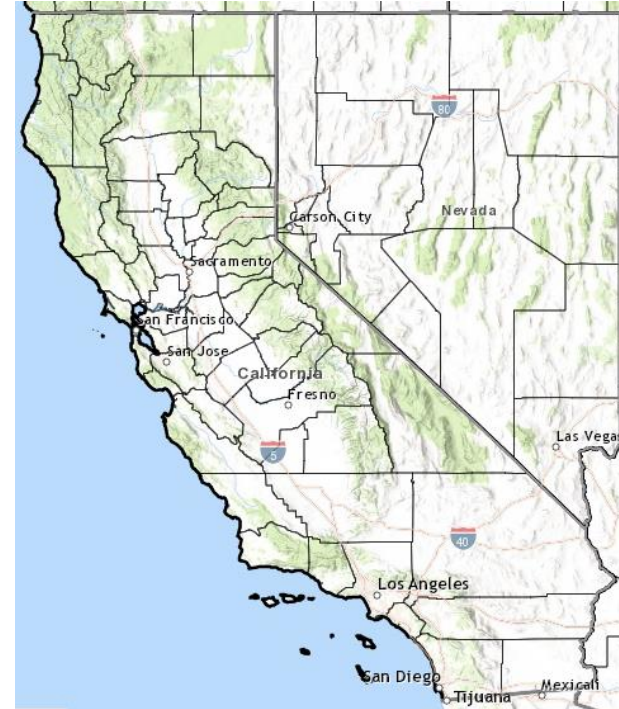 80
Carson City
Nevada
Sacramento
San Francisco
San Jose
California
Fresno
Las Vegas
5
40
Los Angeles
San Diego
Tijuana
Mexicali